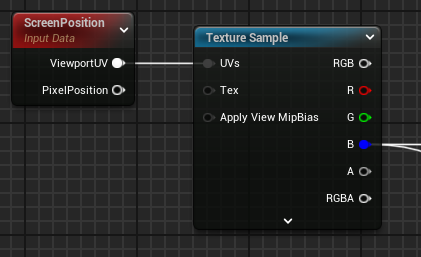 ScreenPosition
Input Data
ViewportUV
PixelPosition
Texture Sample
UVs
RGB
Tex
R
Apply View MipBias
G
B
A
RGBA